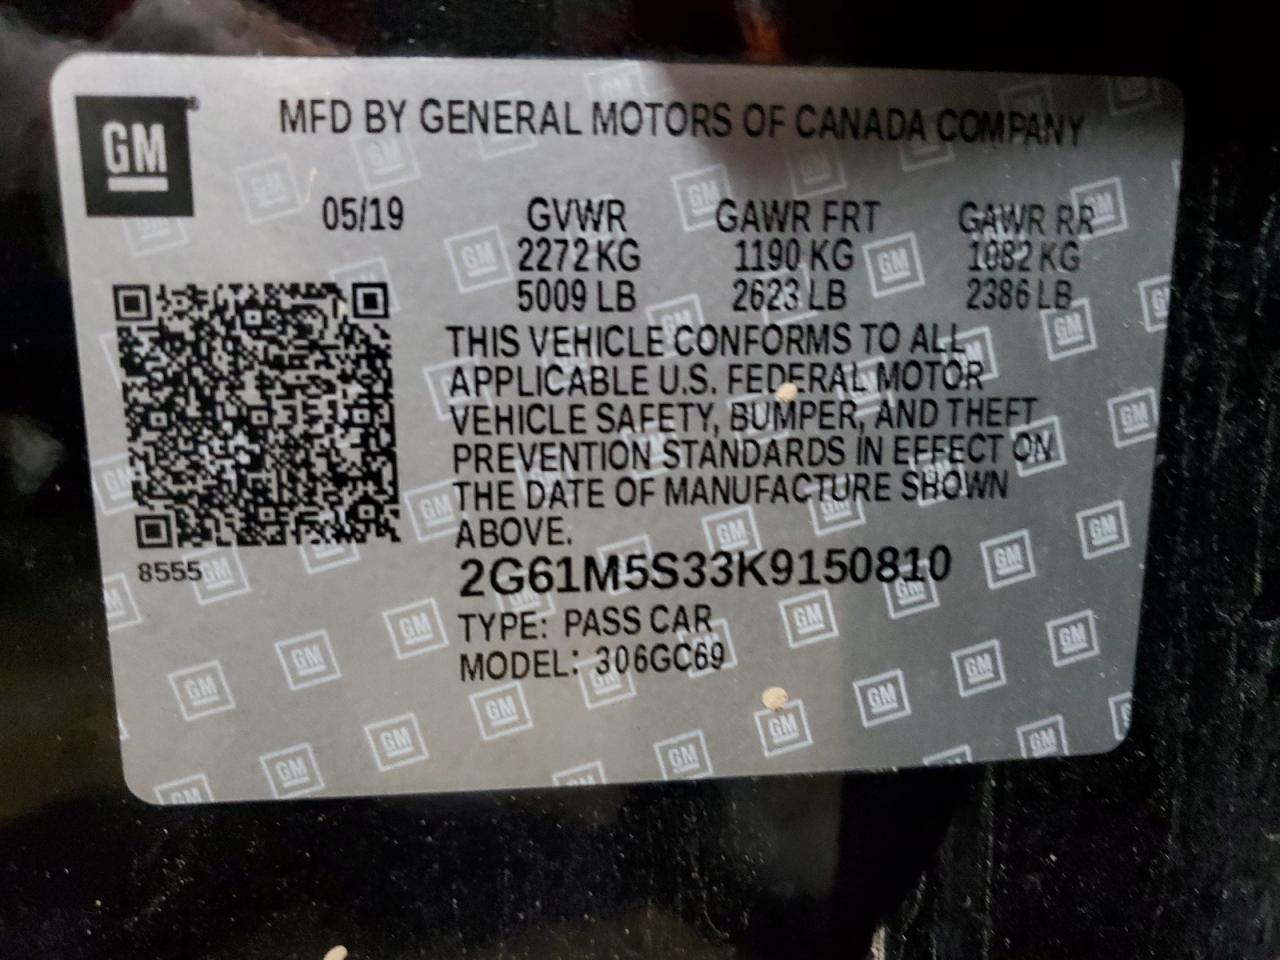 GM ®
MFD BY GENERAL MOTORS OF CANADA COMPANY
05/19 GVWR GAWR FRT GAWR RR
2272 KG 1190 KG 1082 KG
5009 LB 2623 LB 2386 LB
THIS VEHICLE CONFORMS TO ALL
APPLICABLE U.S. FEDERAL MOTOR
VEHICLE SAFETY, BUMPER, AND THEFT
PREVENTION STANDARDS IN EFFECT ON
THE DATE OF MANUFACTURE SHOWN
ABOVE.
8555
2G61M5S33K9150810
TYPE: PASS CAR
MODEL: 306GC69